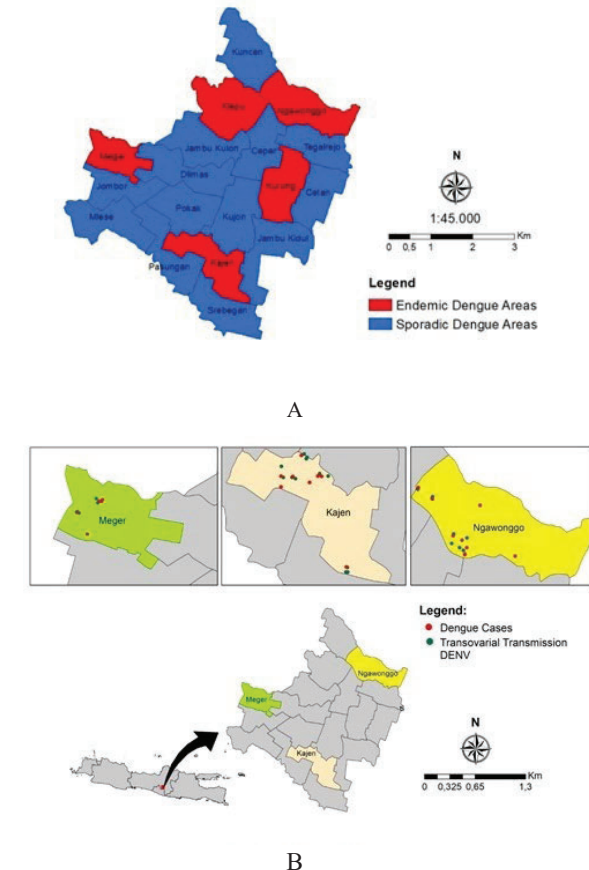 Kuncen
Ngawonggo
Meger
Jambu Kulon
Ceper
Tegalrejo
Jombor
Dlimas
Kurung
Cetan
Mlese
Pokak
Kujon
Jambu Kidul
Pasungan
Kajen
Srebegan
N
1:45.000
Km
0 0,5 1 2 3
Legend
Endemic Dengue Areas
Sporadic Dengue Areas
A
Meger
Kajen
Ngawonggo
Legend:
Dengue Cases
Transovarial Transmission
DENV
Ngawonggo
Meger
Kajen
N
Km
0 0,325 0,65 1,3
B